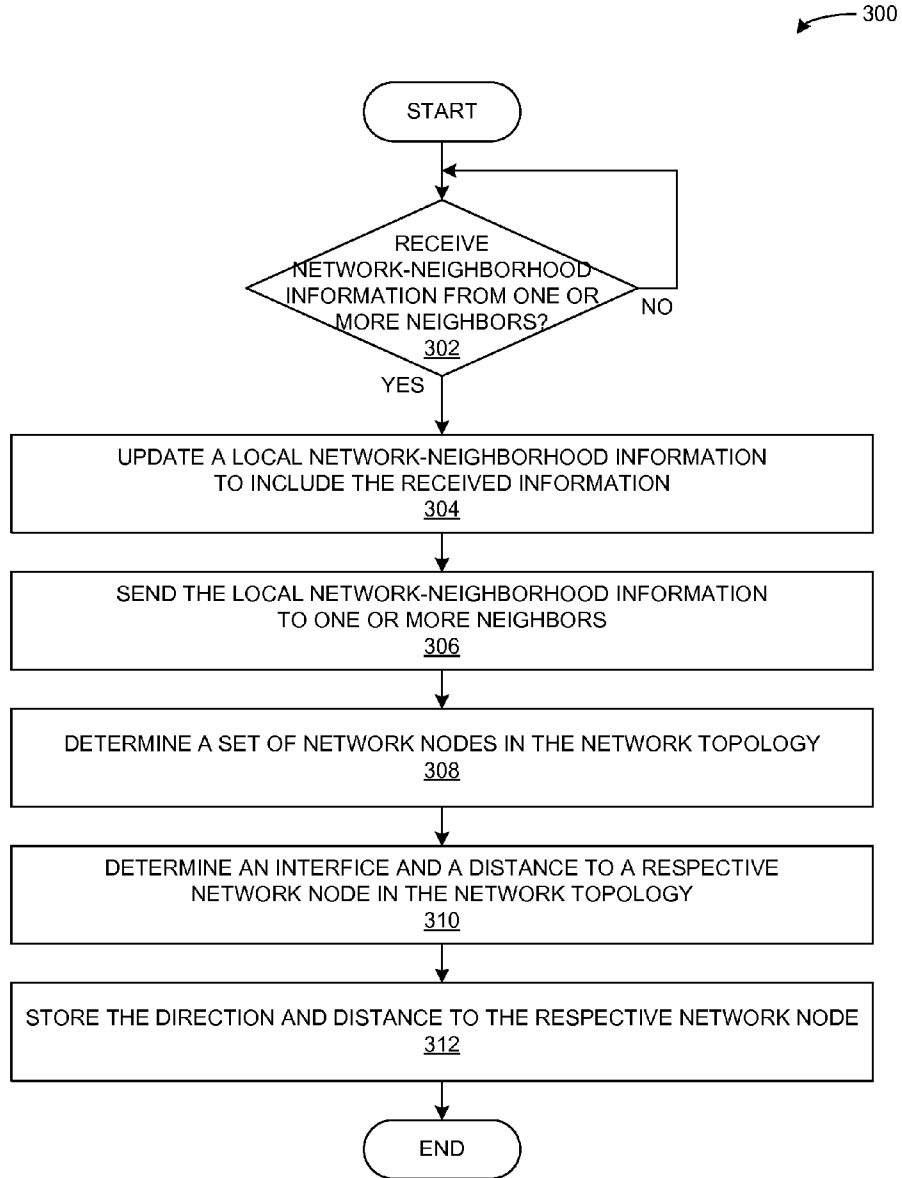 300
START
RECEIVE
NETWORK-NEIGHBORHOOD
INFORMATION FROM ONE OR
MORE NEIGHBORS?
302
NO
YES
UPDATE A LOCAL NETWORK-NEIGHBORHOOD INFORMATION
TO INCLUDE THE RECEIVED INFORMATION
304
SEND THE LOCAL NETWORK-NEIGHBORHOOD INFORMATION
TO ONE OR MORE NEIGHBORS
306
DETERMINE A SET OF NETWORK NODES IN THE NETWORK TOPOLOGY
308
DETERMINE AN INTERFICE AND A DISTANCE TO A RESPECTIVE
NETWORK NODE IN THE NETWORK TOPOLOGY
310
STORE THE DIRECTION AND DISTANCE TO THE RESPECTIVE NETWORK NODE
312
END